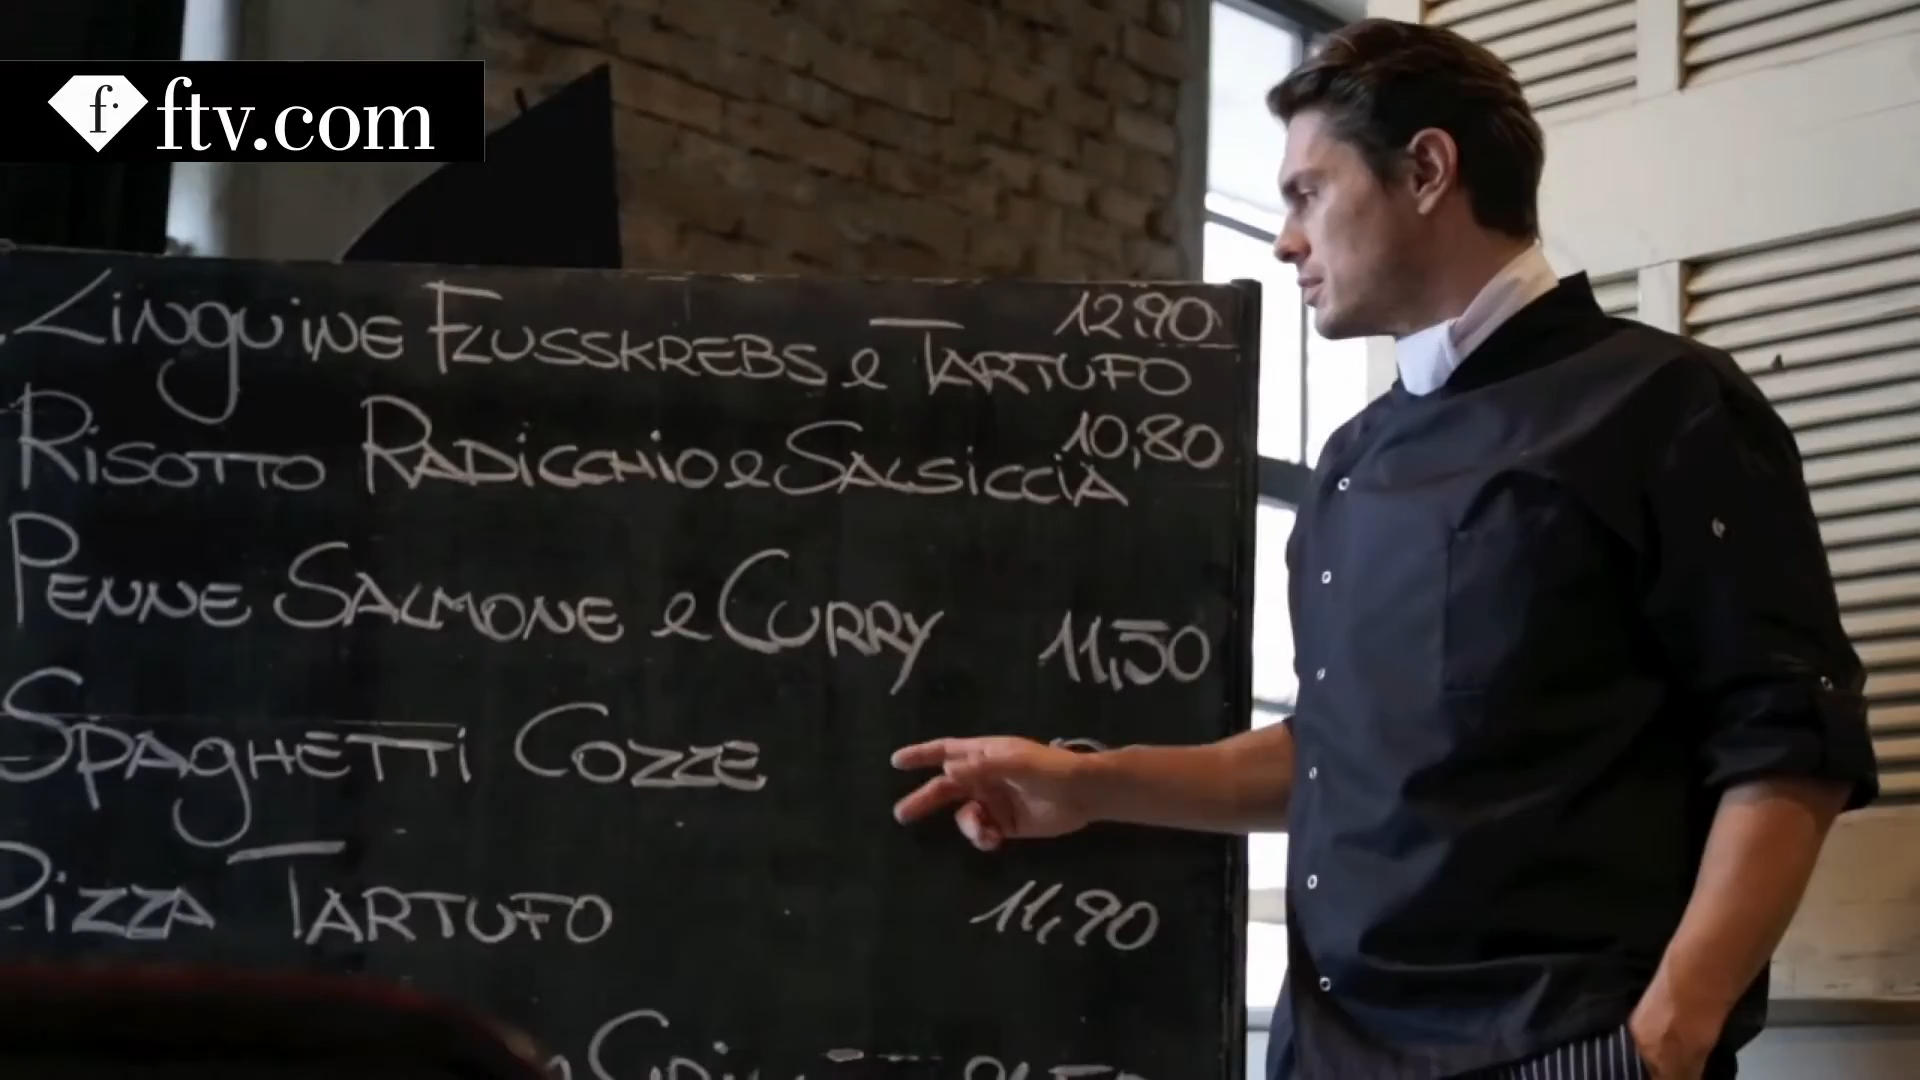 f. ftv.com
Linguine Flusskrebs e Tartufo 12,90
Risotto Radicchio e Salsiccia 10,80
Penne Salmone e Curry 11,50
Spaghetti Cozze
Pizza Tartufo 11,90